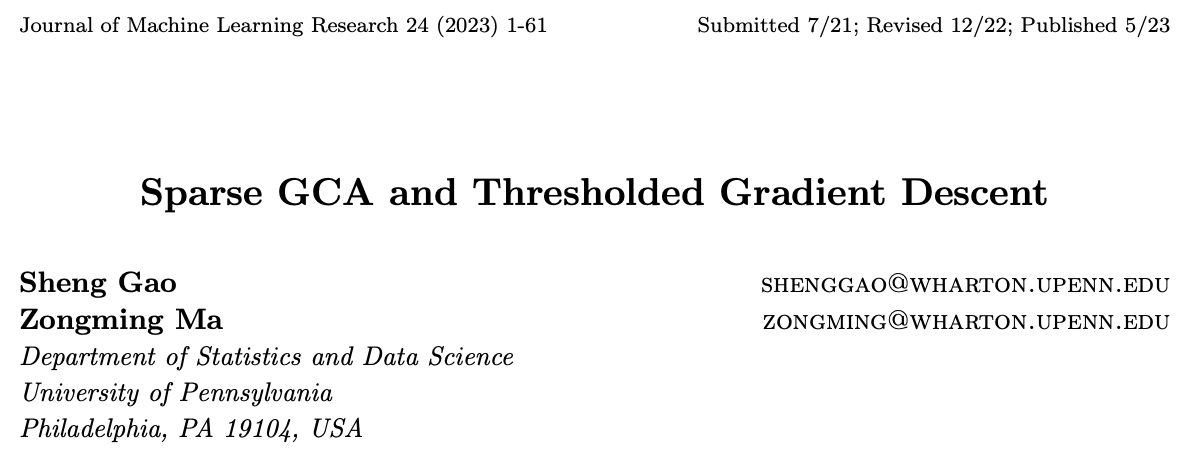 Journal of Machine Learning Research 24 (2023) 1-61 Submitted 7/21; Revised 12/22; Published 5/23
Sparse GCA and Thresholded Gradient Descent
Sheng Gao SHENGGAO@WHARTON.UPENN.EDU
Zongming Ma ZONGMING@WHARTON.UPENN.EDU
Department of Statistics and Data Science
University of Pennsylvania
Philadelphia, PA 19104, USA